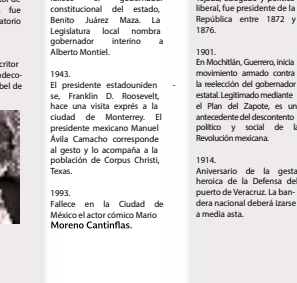 fue
atorio
critor
ndeco-
bel de
constitucional del estado,
Benito Juárez Maza. La
Legislatura local nombra
gobernador interino a
Alberto Montiel.
1943.
El presidente estadouniden -
se, Franklin D. Roosevelt,
hace una visita exprés a la
ciudad de Monterrey. El
presidente mexicano Manuel
Ávila Camacho corresponde
al gesto y lo acompaña a la
población de Corpus Christi,
Texas.
1993.
Fallece en la Ciudad de
México el actor cómico Mario
Moreno Cantinflas.
liberal, fue presidente de la
República entre 1872 y
1876.
1901.
En Mochitlán, Guerrero, inicia
movimiento armado contra
la reelección del gobernador
estatal. Legitimado mediante
el Plan del Zapote, es un
antecedente del descontento
político y social de la
Revolución mexicana.
1914.
Aniversario de la gesta
heroica de la Defensa del
puerto de Veracruz. La ban-
dera nacional deberá izarse
a media asta.